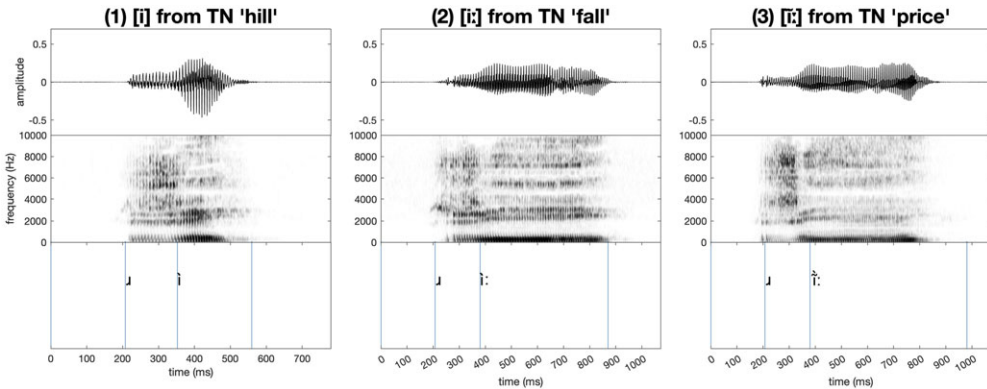 (1) [i] from TN 'hill'
(2) [iː] from TN 'fall'
(3) [ĩː] from TN 'price'
amplitude
0.5
0
-0.5
0.5
0
-0.5
0.5
0
-0.5
frequency (Hz)
10000
8000
6000
4000
2000
0
10000
8000
6000
4000
2000
0
10000
8000
6000
4000
2000
0
ɹ ì
ɹ ìː
ɹ ĩ̀ː
0 100 200 300 400 500 600 700
0 100 200 300 400 500 600 700 800 900 1000
0 100 200 300 400 500 600 700 800 900 1000
time (ms)
time (ms)
time (ms)